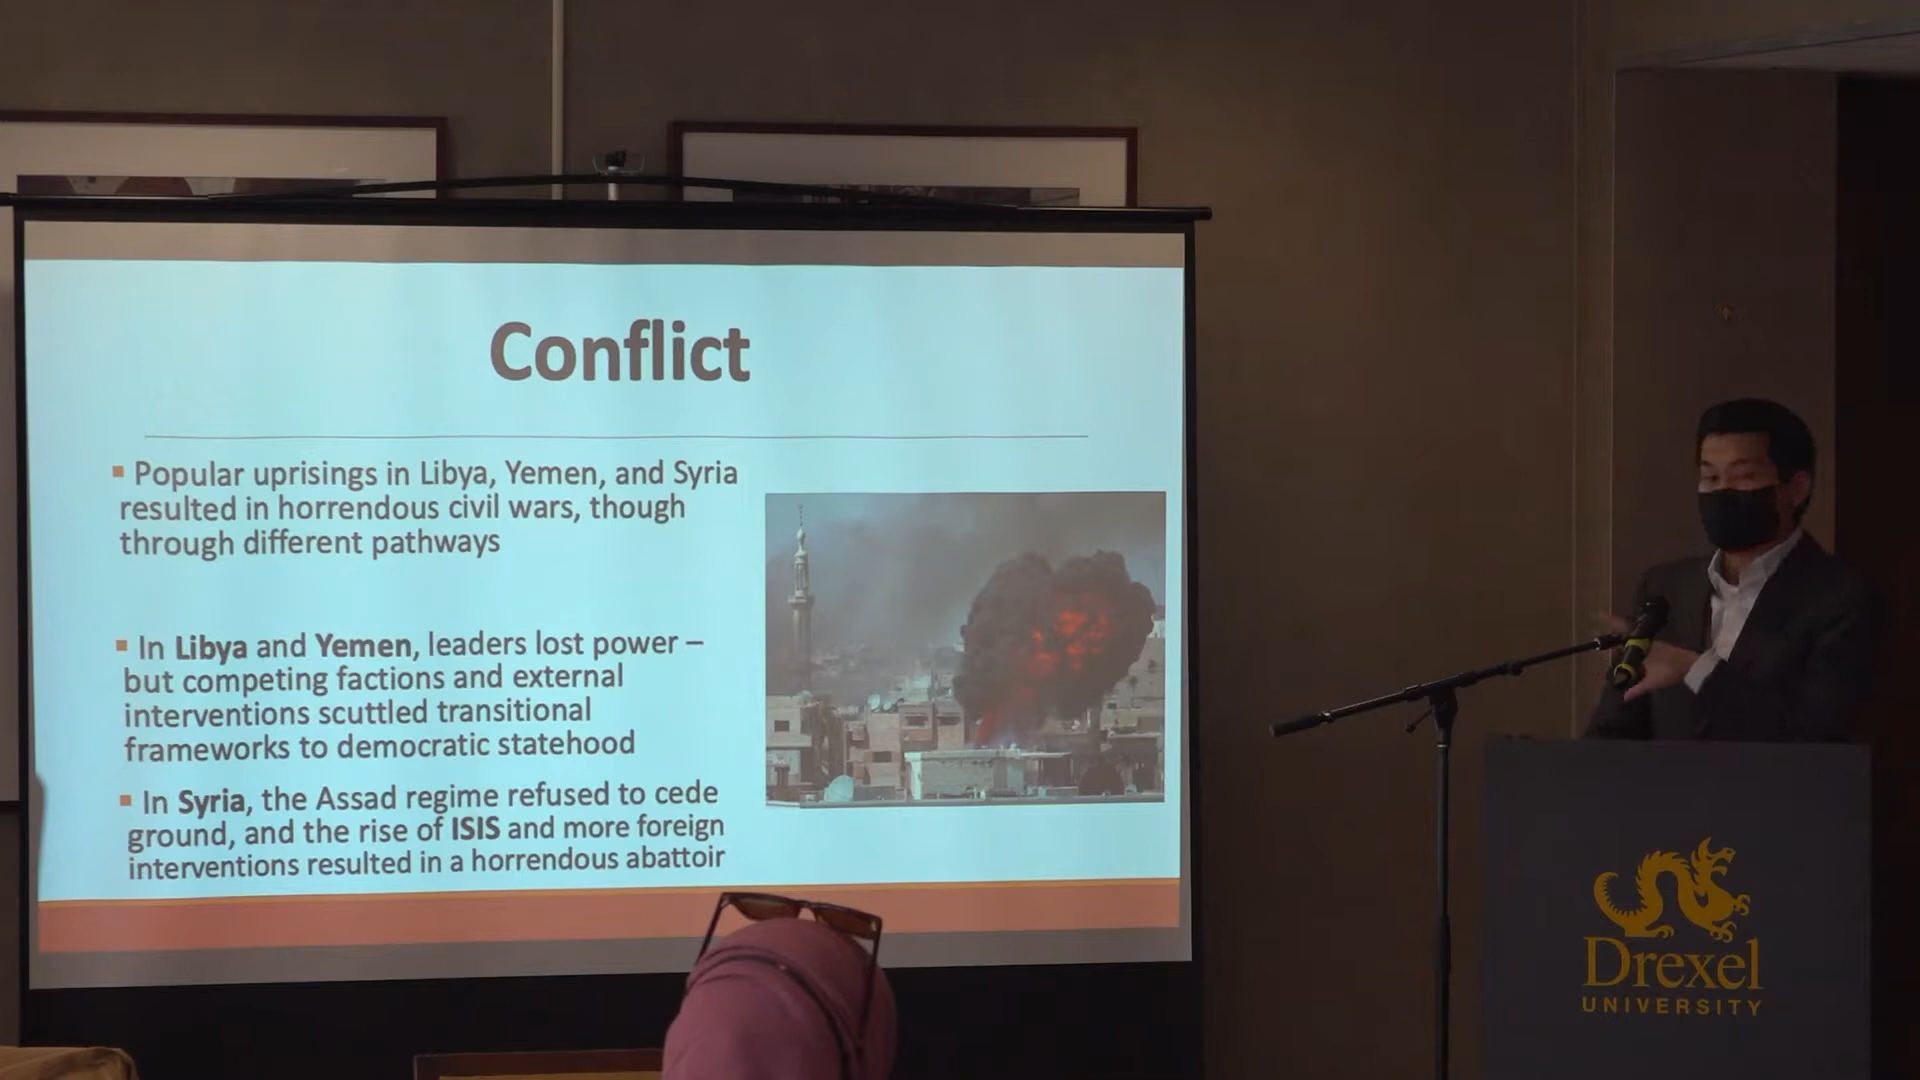 Conflict
▪ Popular uprisings in Libya, Yemen, and Syria
resulted in horrendous civil wars, though
through different pathways
▪ In Libya and Yemen, leaders lost power –
but competing factions and external
interventions scuttled transitional
frameworks to democratic statehood
▪ In Syria, the Assad regime refused to cede
ground, and the rise of ISIS and more foreign
interventions resulted in a horrendous abattoir
Drexel
UNIVERSITY